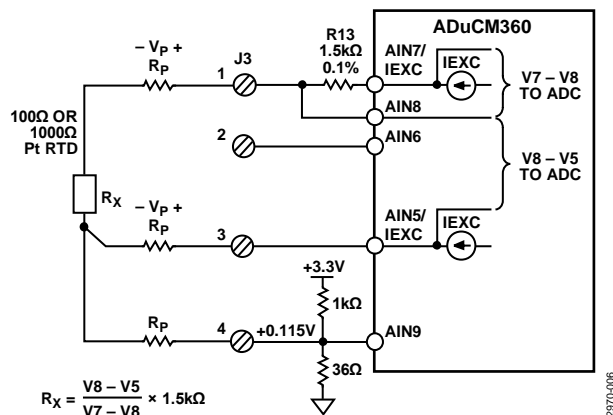 ADuCM360
R13
1.5kΩ
0.1%
AIN7/
IEXC
IEXC
V7 – V8
TO ADC
– VP +
RP
J3
1
AIN8
100Ω OR
1000Ω
Pt RTD
2
AIN6
V8 – V5
TO ADC
RX
– VP +
RP
3
AIN5/
IEXC
IEXC
+3.3V
1kΩ
RP
4
+0.115V
AIN9
36Ω
RX = V8 – V5 / V7 – V8 × 1.5kΩ
12970-006